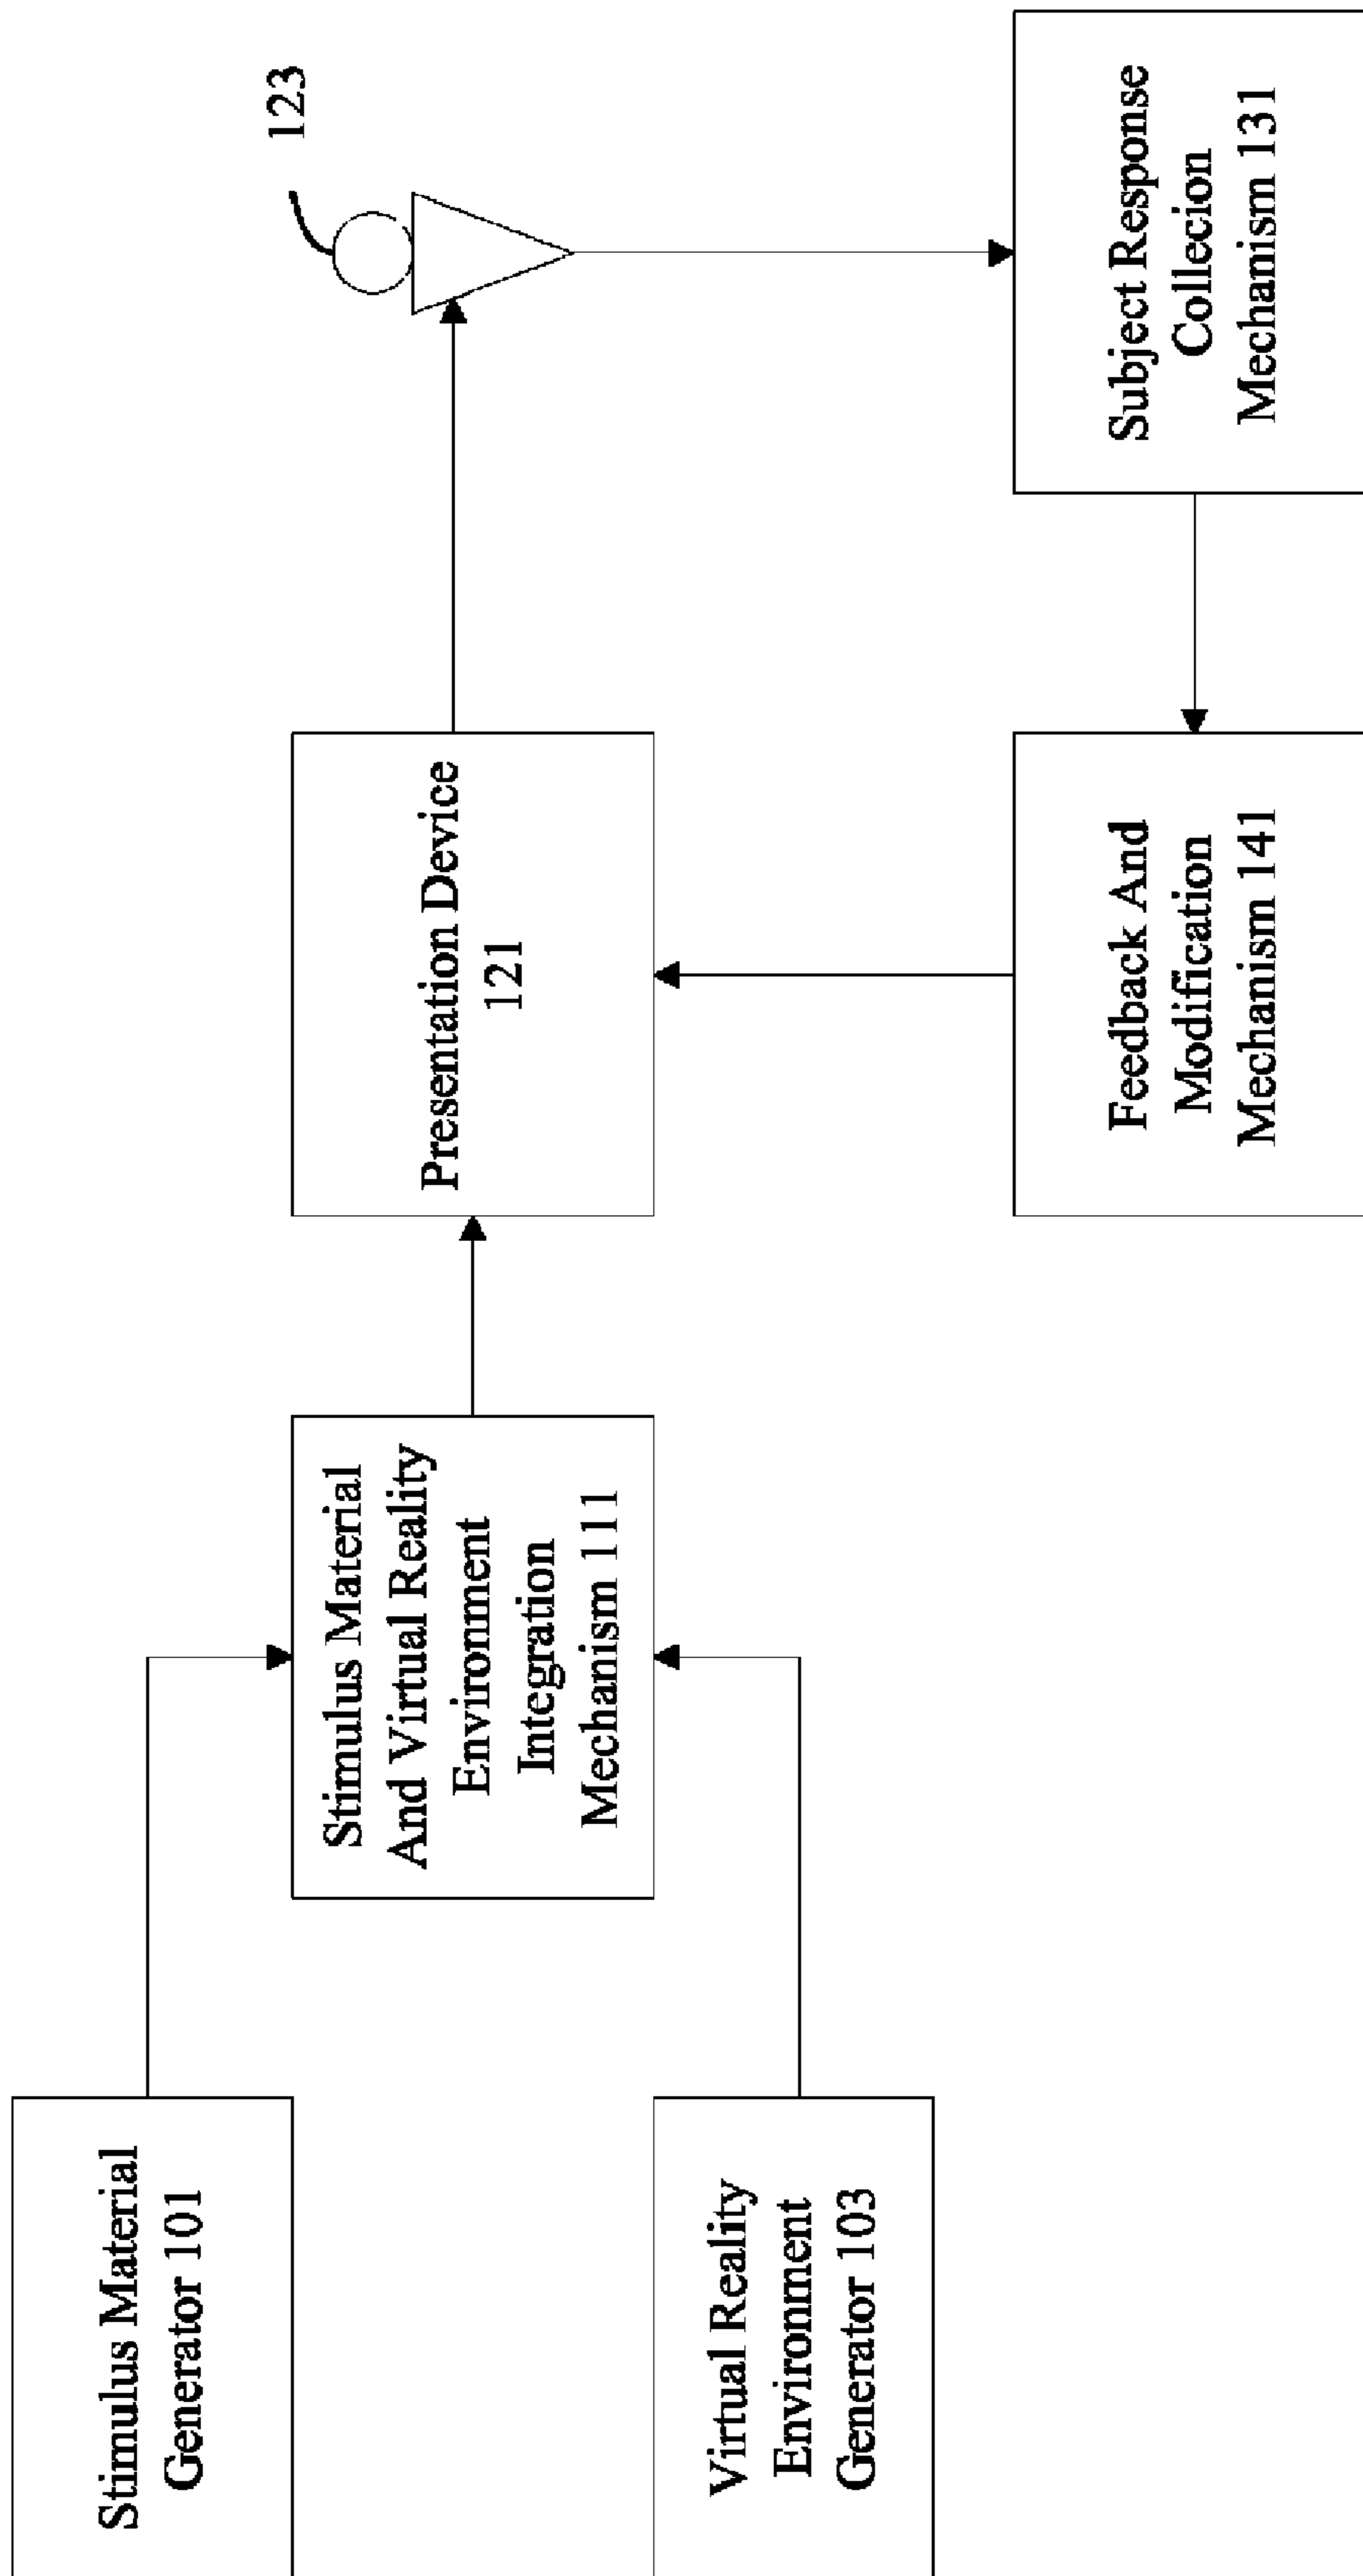 Stimulus Material
Generator 101
Virtual Reality
Environment
Generator 103
Stimulus Material
And Virtual Reality
Environment
Integration
Mechanism 111
Presentation Device
121
123
Feedback And
Modification
Mechanism 141
Subject Response
Collecion
Mechanism 131